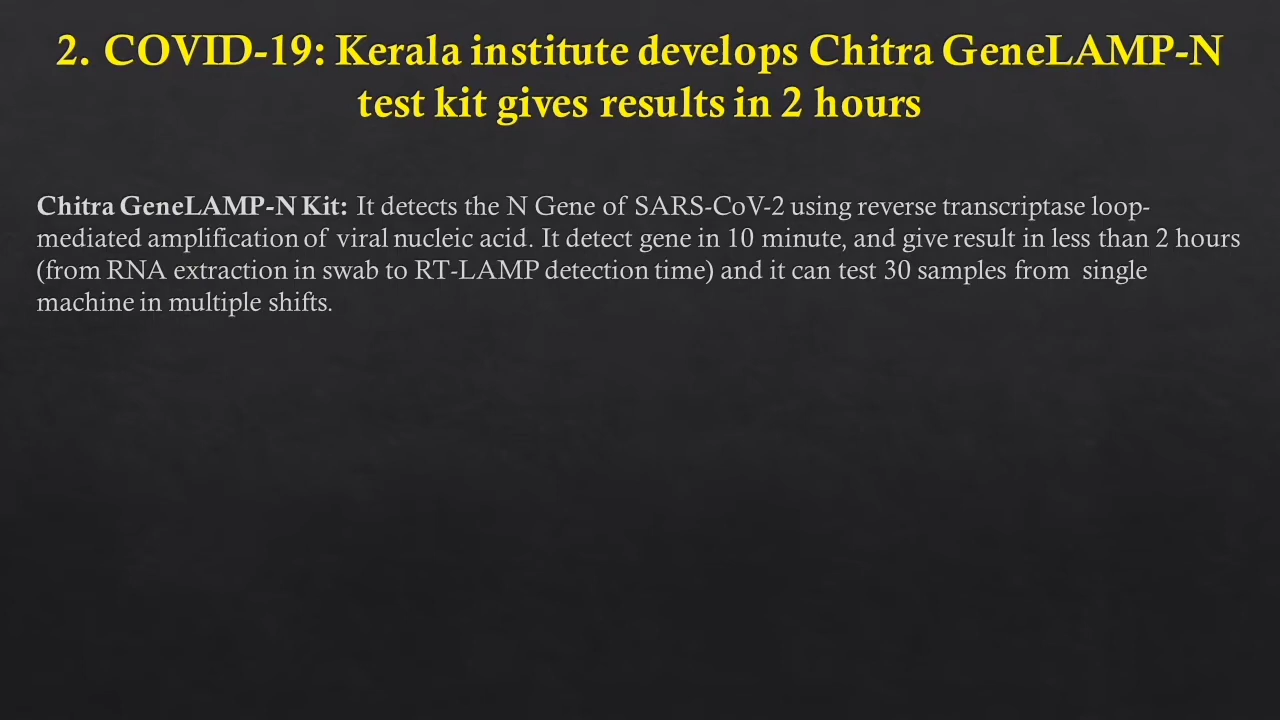 2. COVID-19: Kerala institute develops Chitra GeneLAMP-N
test kit gives results in 2 hours
Chitra GeneLAMP-N Kit: It detects the N Gene of SARS-CoV-2 using reverse transcriptase loop-
mediated amplification of viral nucleic acid. It detect gene in 10 minute, and give result in less than 2 hours
(from RNA extraction in swab to RT-LAMP detection time) and it can test 30 samples from single
machine in multiple shifts.